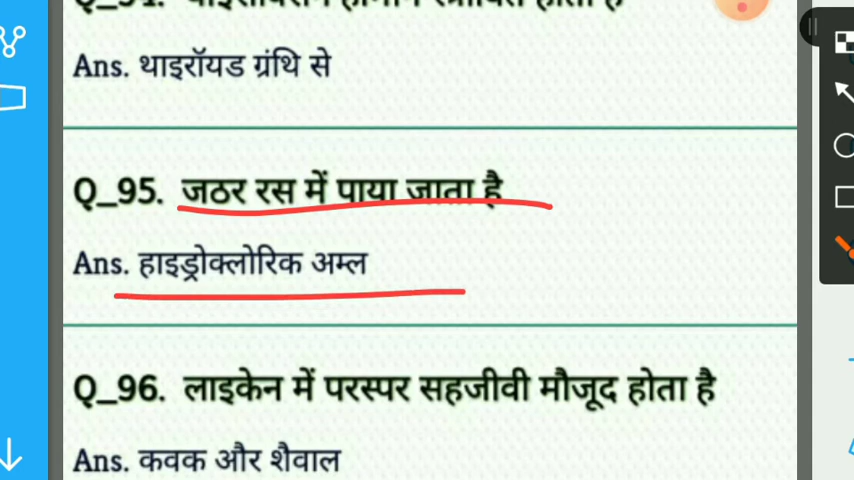 Ans. थाइरॉयड ग्रंथि से
Q_95. जठर रस में पाया जाता है
Ans. हाइड्रोक्लोरिक अम्ल
Q_96. लाइकेन में परस्पर सहजीवी मौजूद होता है
Ans. कवक और शैवाल